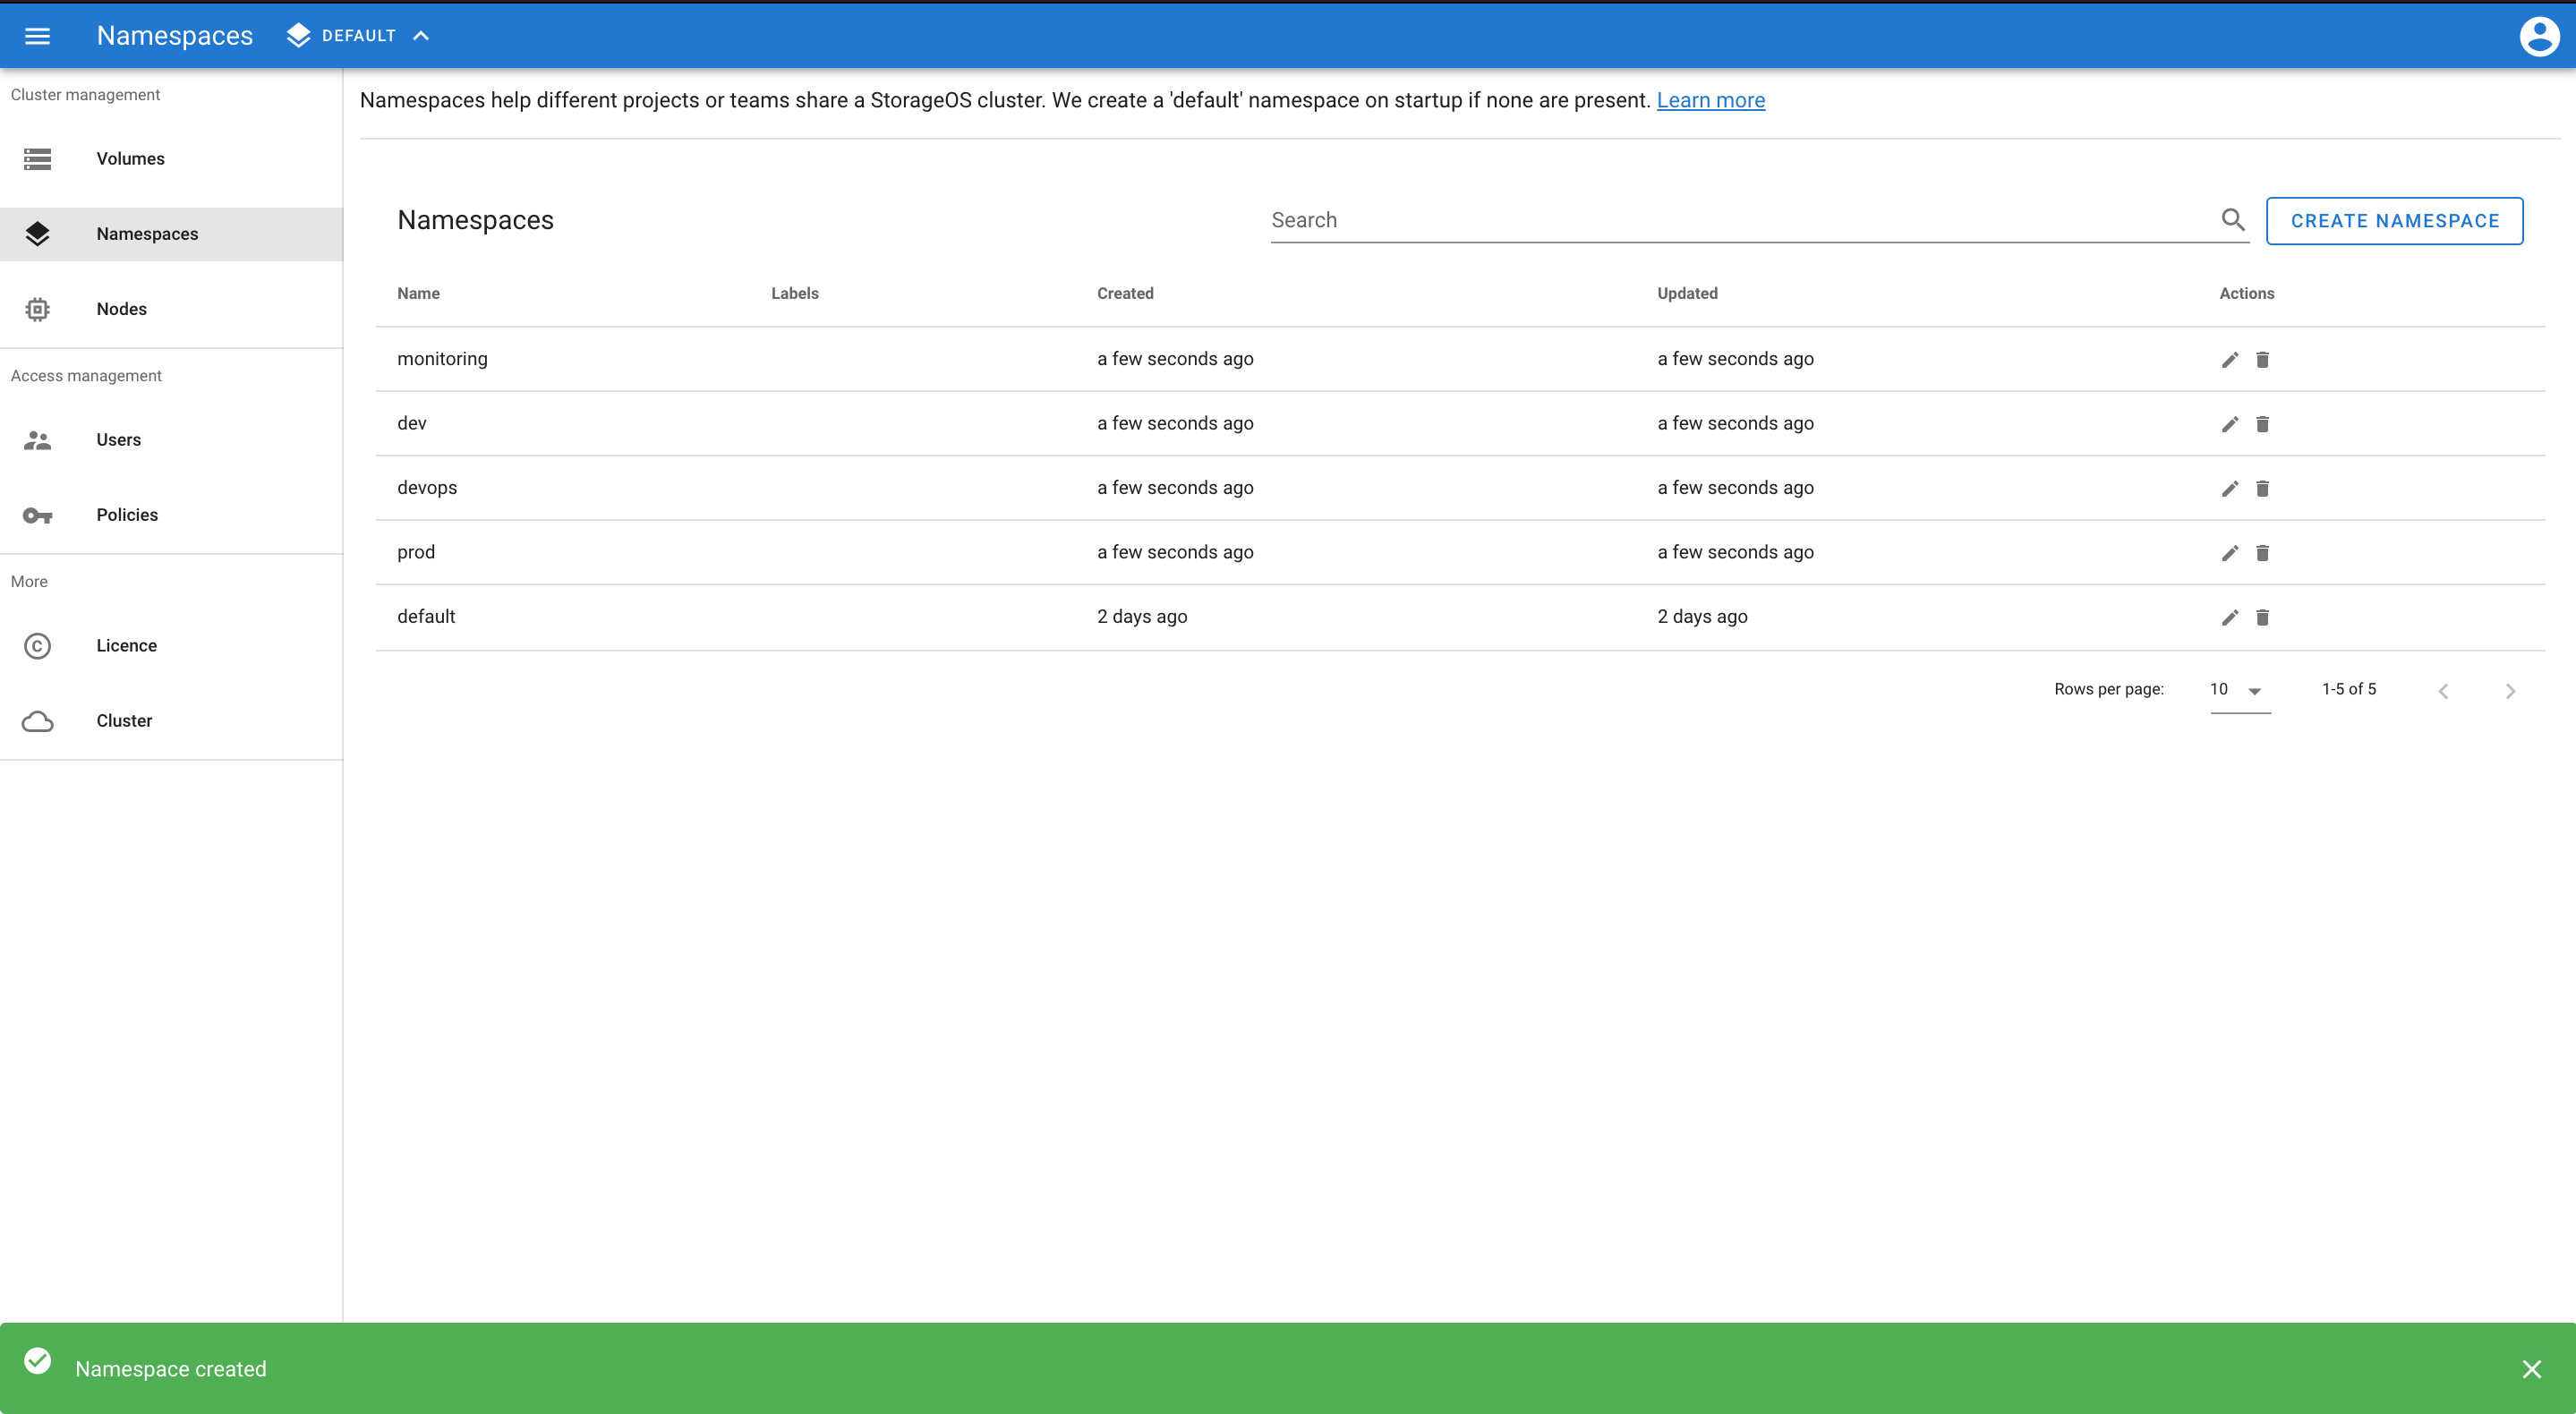 Namespaces DEFAULT
Cluster management
Volumes
Namespaces
Nodes
Access management
Users
Policies
More
Licence
Cluster
Namespaces help different projects or teams share a StorageOS cluster. We create a 'default' namespace on startup if none are present. Learn more
Namespaces Search CREATE NAMESPACE
Name Labels Created Updated Actions
monitoring a few seconds ago a few seconds ago
dev a few seconds ago a few seconds ago
devops a few seconds ago a few seconds ago
prod a few seconds ago a few seconds ago
default 2 days ago 2 days ago
Rows per page: 10 1-5 of 5
Namespace created